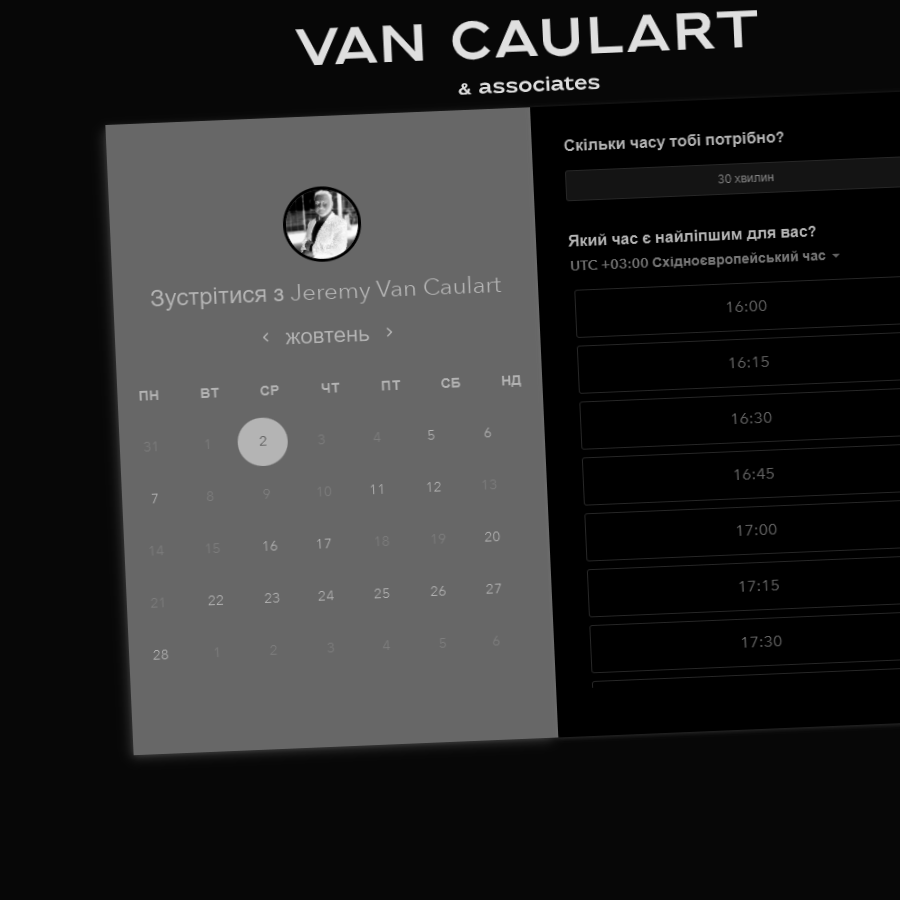 VAN CAULART
& associates
Зустрітися з Jeremy Van Caulart
‹ жовтень ›
ПН ВТ СР ЧТ ПТ СБ НД
31 1 2 3 4 5 6
7 8 9 10 11 12 13
14 15 16 17 18 19 20
21 22 23 24 25 26 27
28 1 2 3 4 5 6
Скільки часу тобі потрібно?
30 хвилин
Який час є найліпшим для вас?
UTC +03:00 Східноєвропейський час
16:00
16:15
16:30
16:45
17:00
17:15
17:30